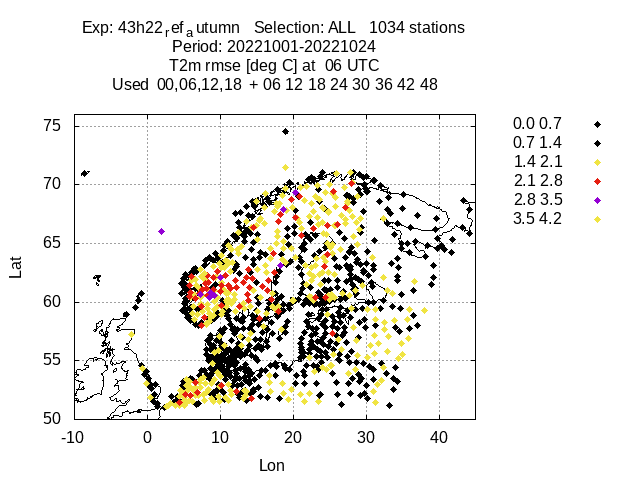 Exp: 43h22ref_autumn Selection: ALL 1034 stations
Period: 20221001-20221024
T2m rmse [deg C] at 06 UTC
Used 00,06,12,18 + 06 12 18 24 30 36 42 48
75
70
65
60
55
50
Lat
-10 0 10 20 30 40
Lon
0.0 0.7
0.7 1.4
1.4 2.1
2.1 2.8
2.8 3.5
3.5 4.2